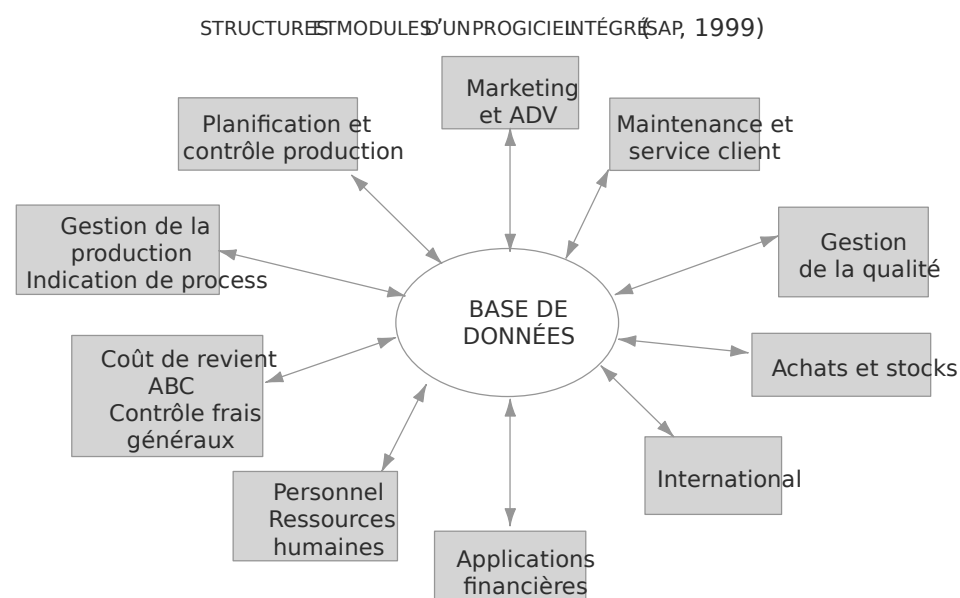 STRUCTURES ET MODULES D'UN PROGICIEL INTÉGRÉ (SAP, 1999)
Marketing
et ADV
Planification et
contrôle production
Maintenance et
service client
Gestion de la
production
Indication de process
Gestion
de la qualité
BASE DE
DONNÉES
Coût de revient
ABC
Contrôle frais
généraux
Achats et stocks
International
Personnel
Ressources
humaines
Applications
financières